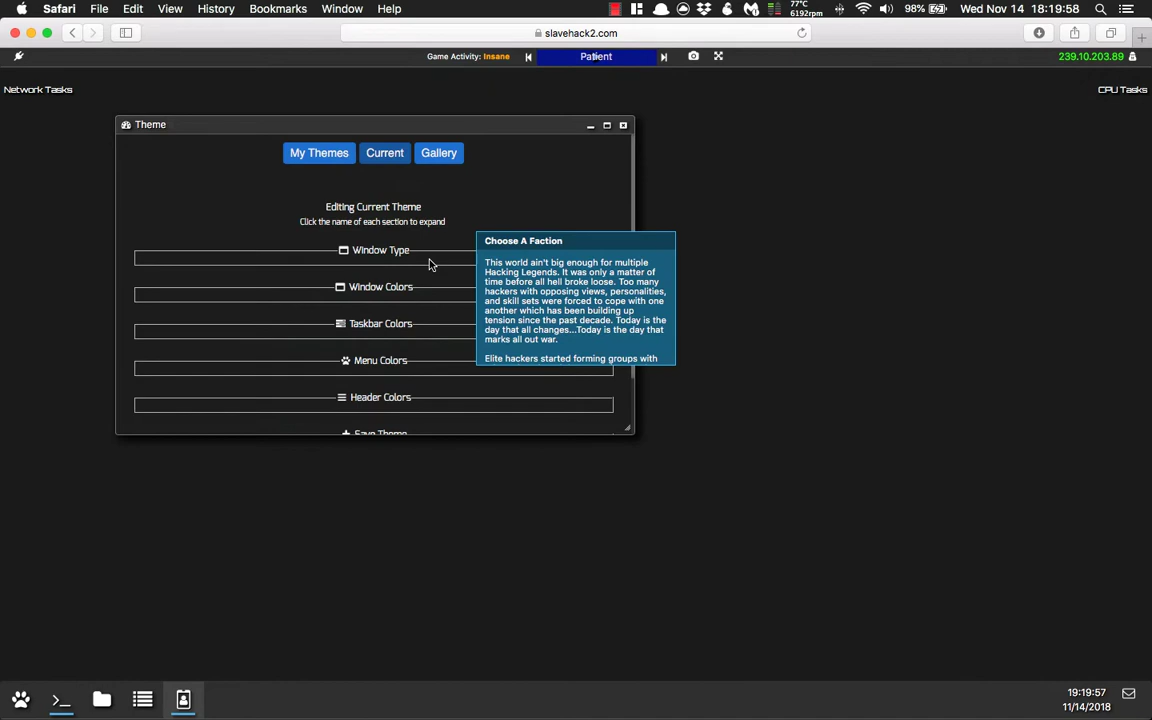 Safari File Edit View History Bookmarks Window Help
77°C
6192rpm
98%
Wed Nov 14 18:19:58
slavehack2.com
Game Activity: Insane
Patient
239.10.203.89
Network Tasks
CPU Tasks
Theme
My Themes Current Gallery
Editing Current Theme
Click the name of each section to expand
Window Type
Window Colors
Taskbar Colors
Menu Colors
Header Colors
Save Theme
Choose A Faction
This world ain't big enough for multiple
Hacking Legends. It was only a matter of
time before all hell broke loose. Too many
hackers with opposing views, personalities,
and skill sets were forced to cope with one
another which has been building up
tension since the past decade. Today is the
day that all changes...Today is the day that
marks all out war.
Elite hackers started forming groups with
19:19:57
11/14/2018